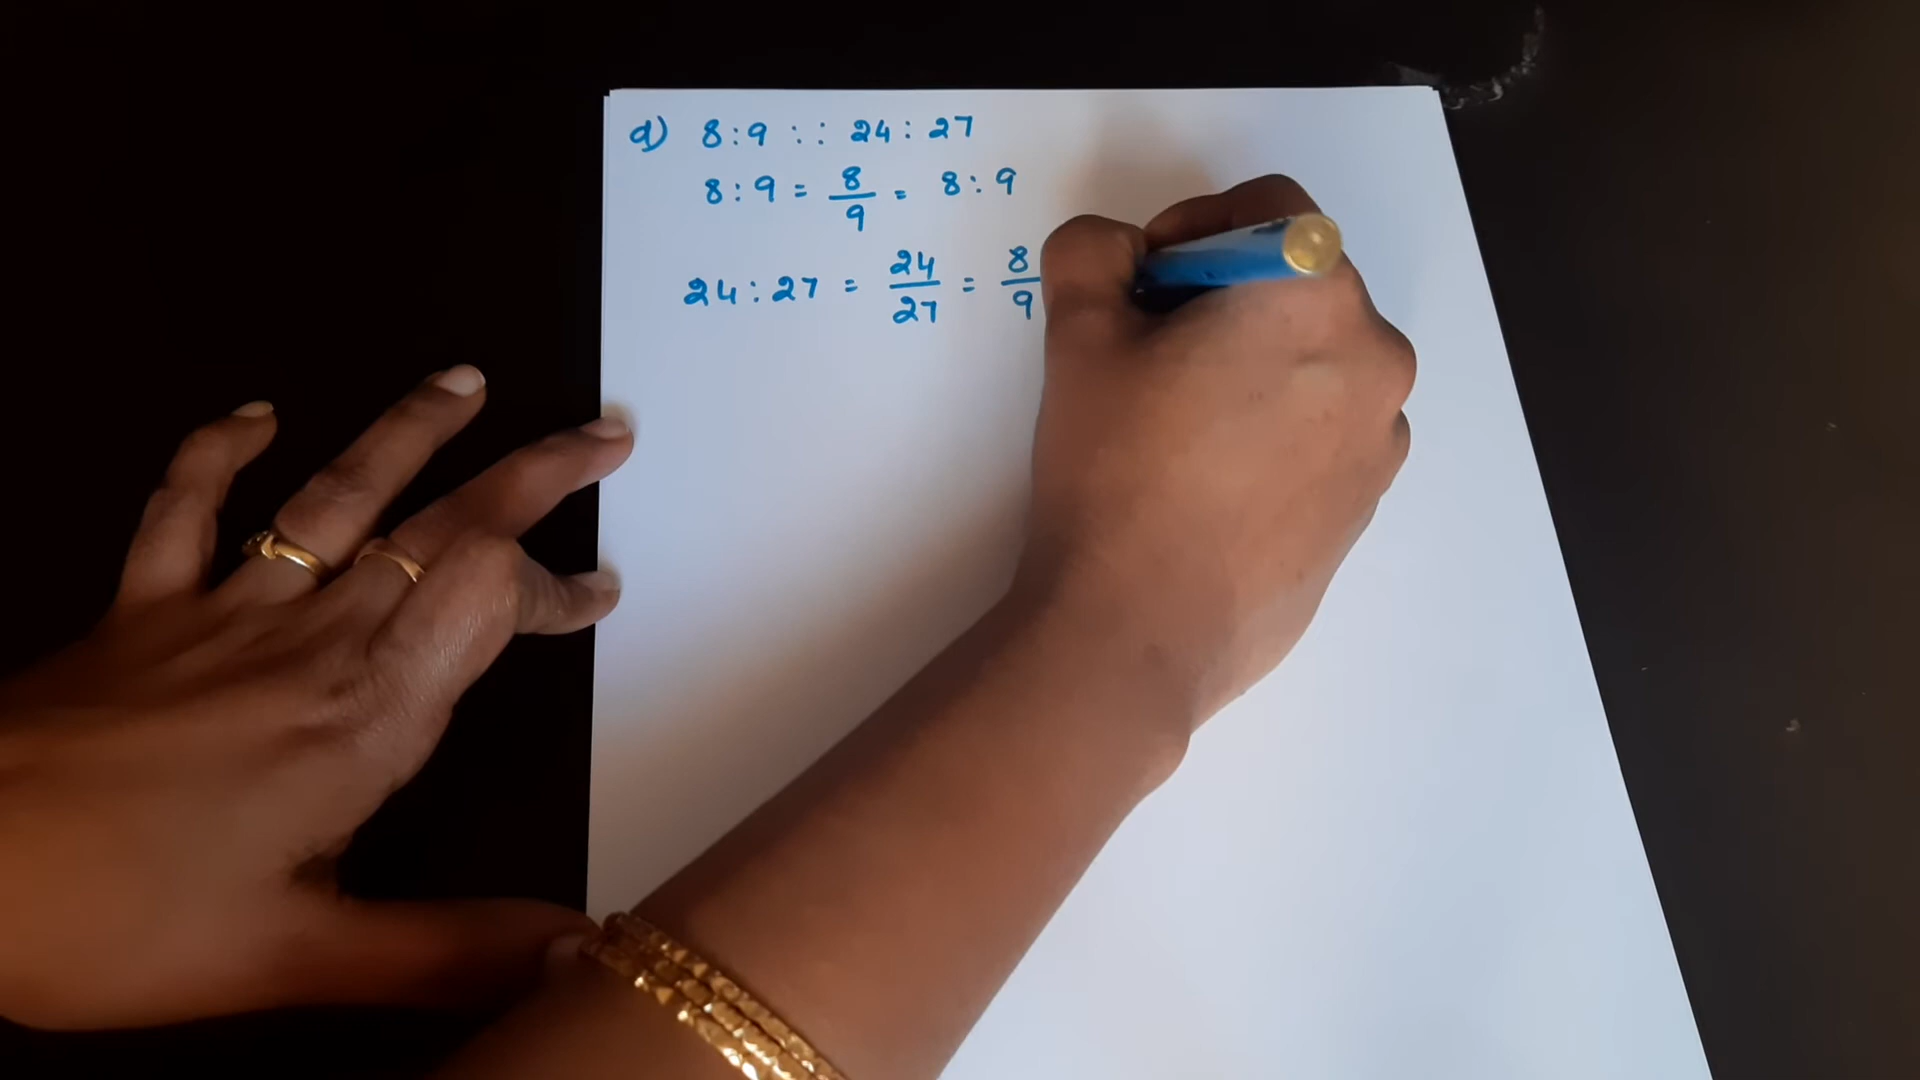 a) 8:9 :: 24:27
8:9 = 8/9 = 8:9
24:27 = 24/27 = 8/9